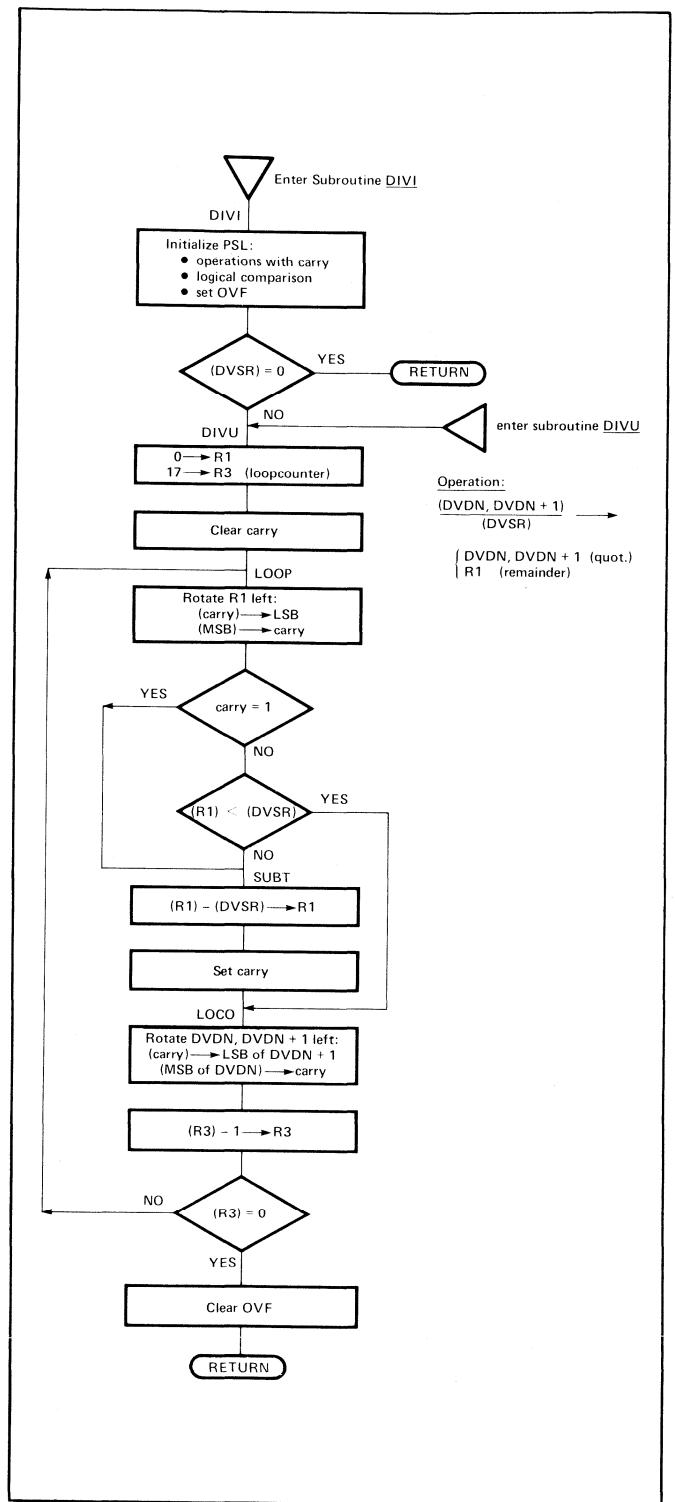 Enter Subroutine DIVI
DIVI
Initialize PSL:
• operations with carry
• logical comparison
• set OVF
(DVSR) = 0
YES
RETURN
NO
enter subroutine DIVU
DIVU
0 → R1
17 → R3 (loopcounter)
Operation:
(DVDN, DVDN + 1)
(DVSR)
→
{ DVDN, DVDN + 1 (quot.)
R1 (remainder)
Clear carry
LOOP
Rotate R1 left:
(carry) → LSB
(MSB) → carry
YES
carry = 1
NO
(R1) < (DVSR)
YES
NO
SUBT
(R1) - (DVSR) → R1
Set carry
LOCO
Rotate DVDN, DVDN + 1 left:
(carry) → LSB of DVDN + 1
(MSB of DVDN) → carry
(R3) - 1 → R3
NO
(R3) = 0
YES
Clear OVF
RETURN